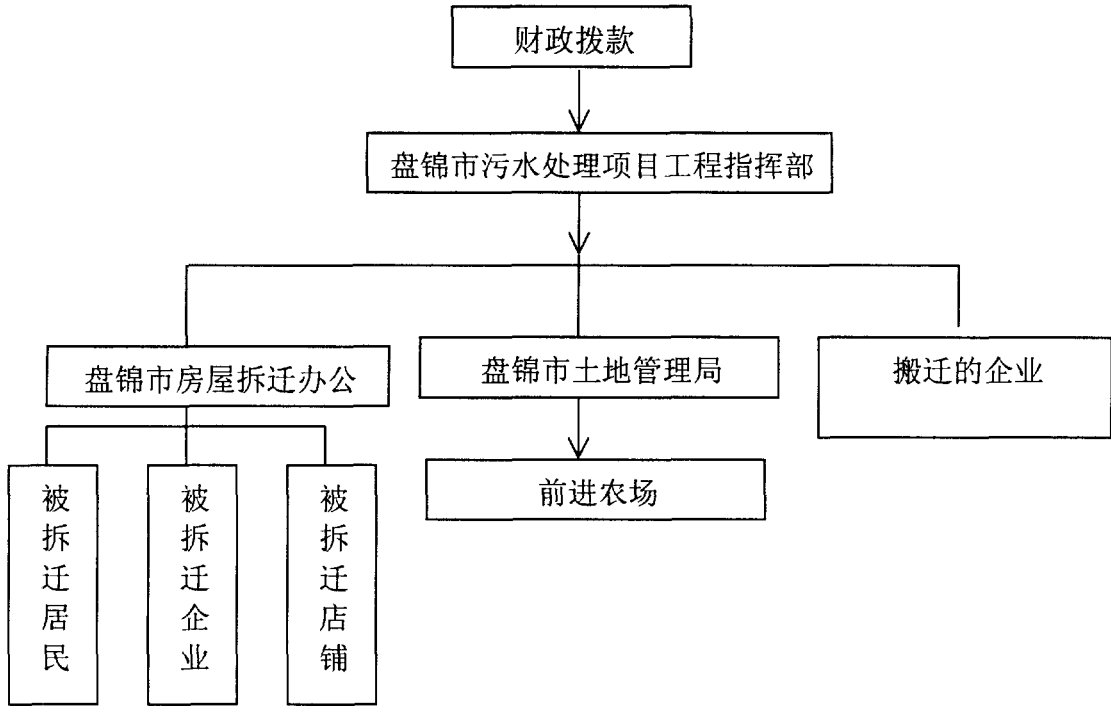 财政拨款
盘锦市污水处理项目工程指挥部
盘锦市房屋拆迁办公
盘锦市土地管理局
搬迁的企业
前进农场
被拆迁居民
被拆迁企业
被拆迁店铺